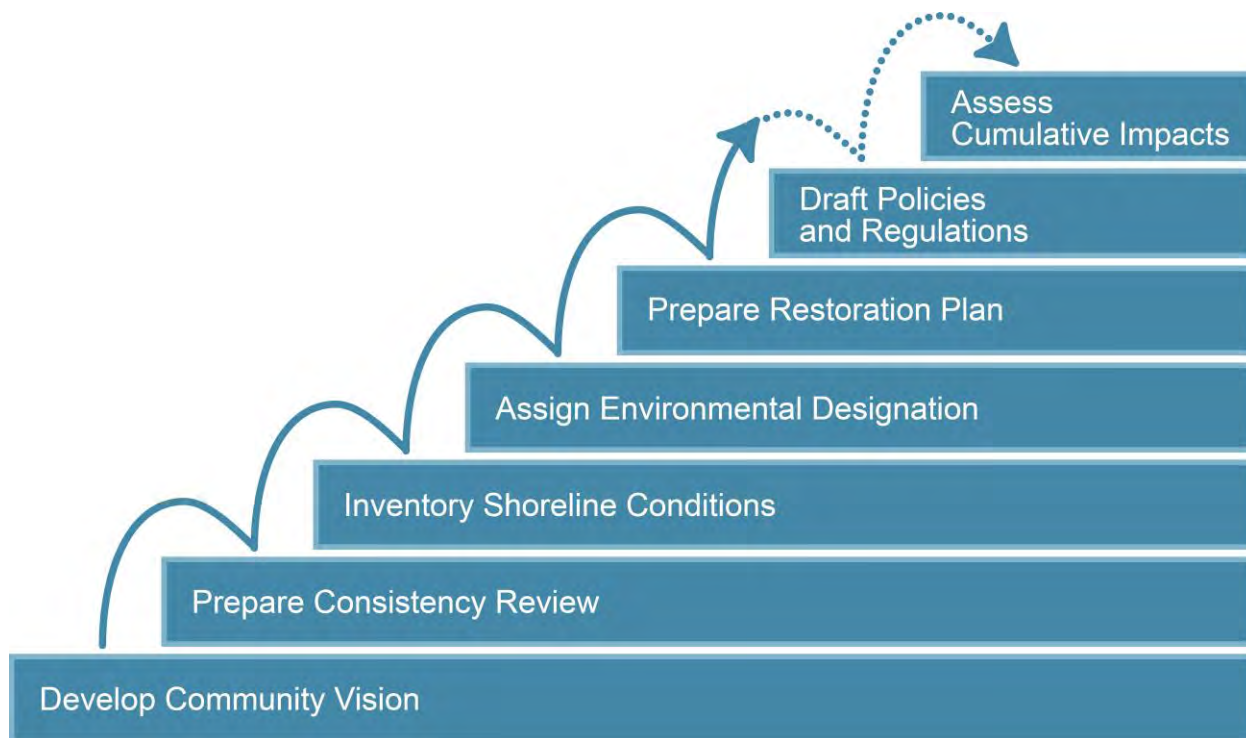 Assess
Cumulative Impacts
Draft Policies
and Regulations
Prepare Restoration Plan
Assign Environmental Designation
Inventory Shoreline Conditions
Prepare Consistency Review
Develop Community Vision